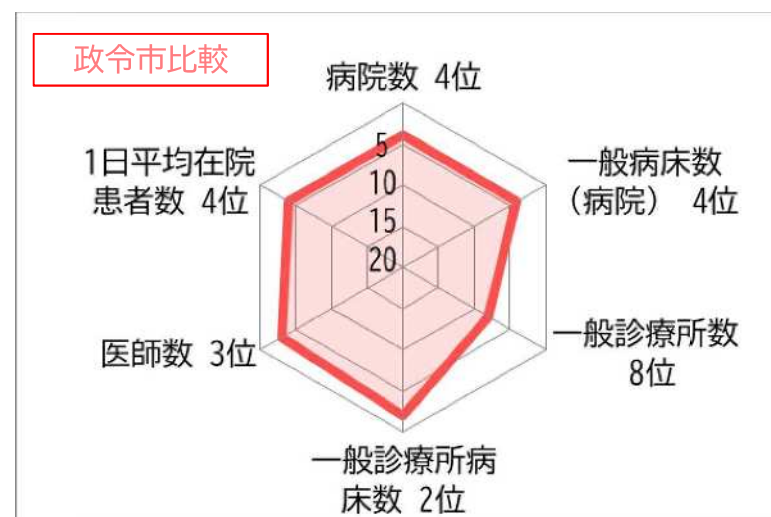 政令市比較
病院数 4位
5
10
15
20
一般病床数
（病院） 4位
一般診療所数
8位
一般診療所病
床数 2位
医師数 3位
1日平均在院
患者数 4位